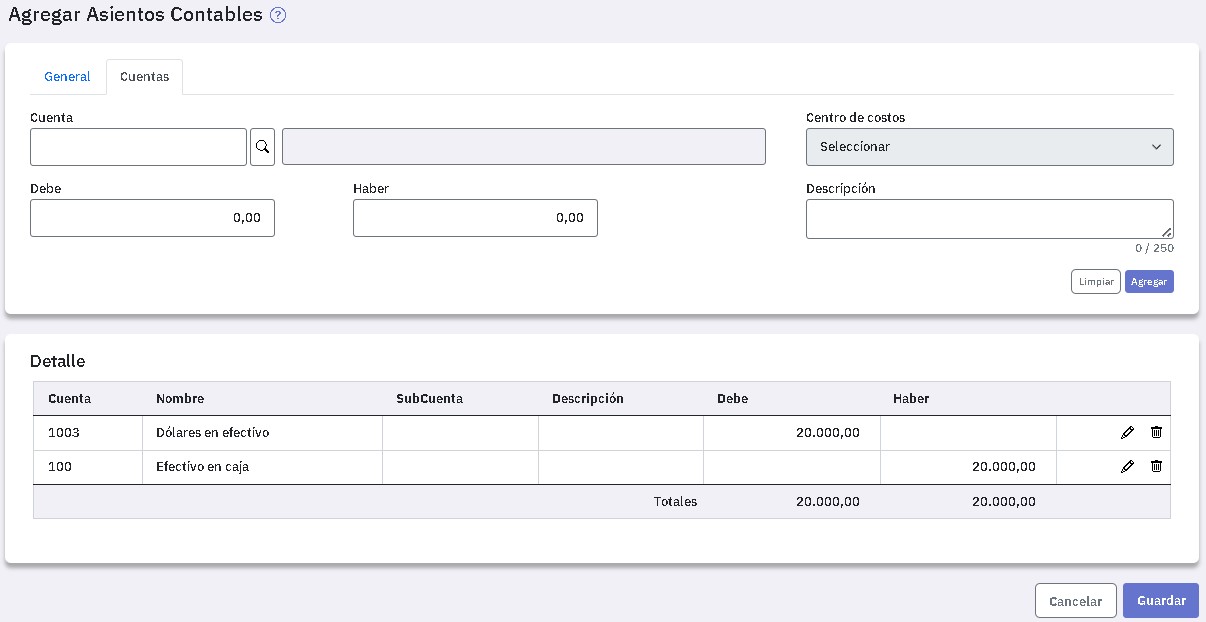 Agregar Asientos Contables ?
General Cuentas
Cuenta Centro de costos
Seleccionar
Debe Haber Descripción
0,00 0,00
0 / 250
Limpiar Agregar
Detalle
Cuenta Nombre SubCuenta Descripción Debe Haber
1003 Dólares en efectivo 20.000,00
100 Efectivo en caja 20.000,00
Totales 20.000,00 20.000,00
Cancelar Guardar